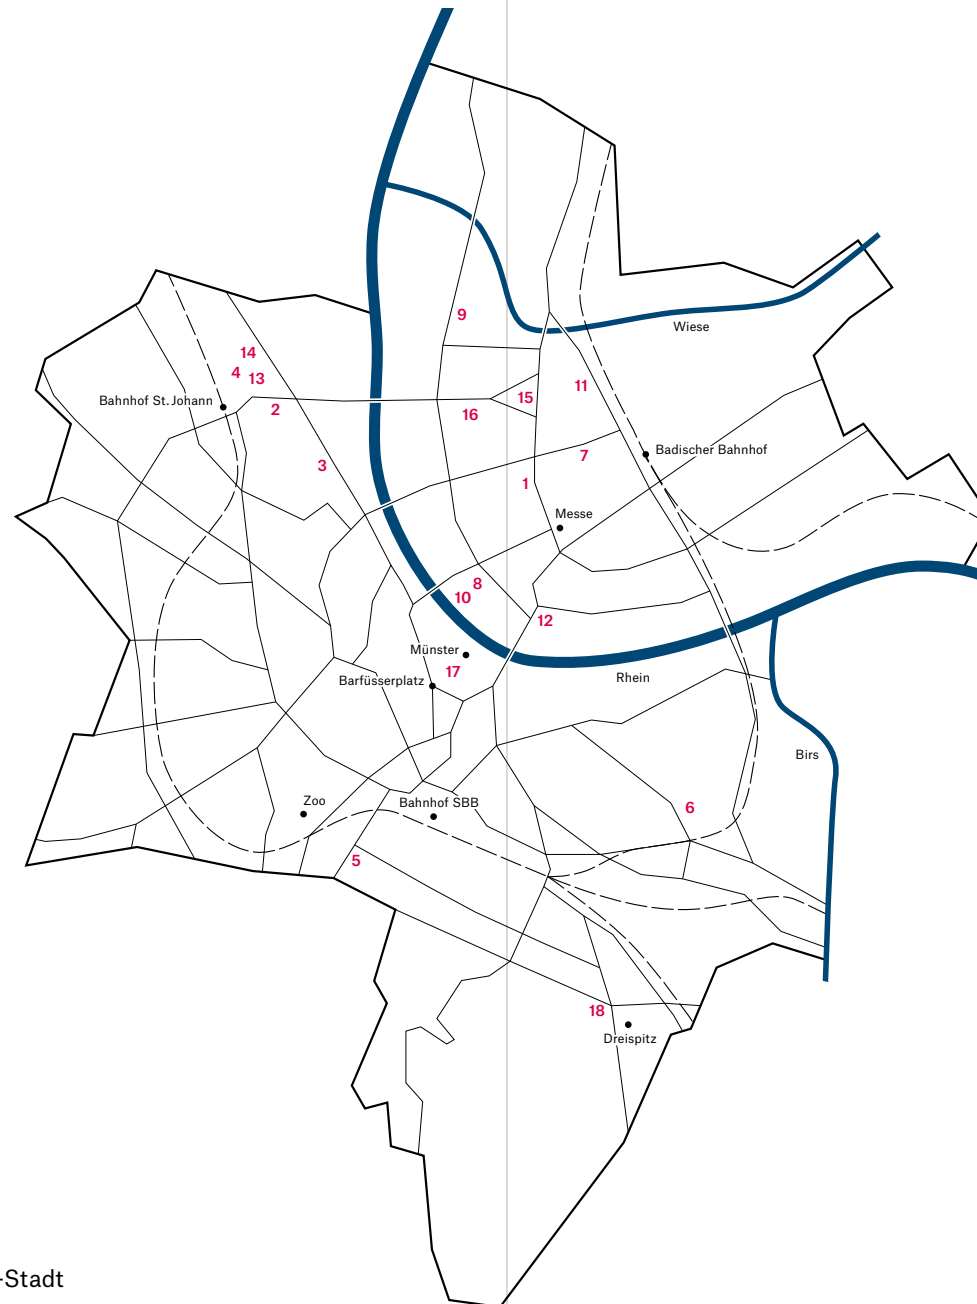 9
Wiese
14
4
13
11
Bahnhof St. Johann
2
16
15
3
7
Badischer Bahnhof
1
Messe
8
10
12
Münster
17
Barfüsserplatz
Rhein
Birs
Zoo
Bahnhof SBB
6
5
18
Dreispitz
-Stadt